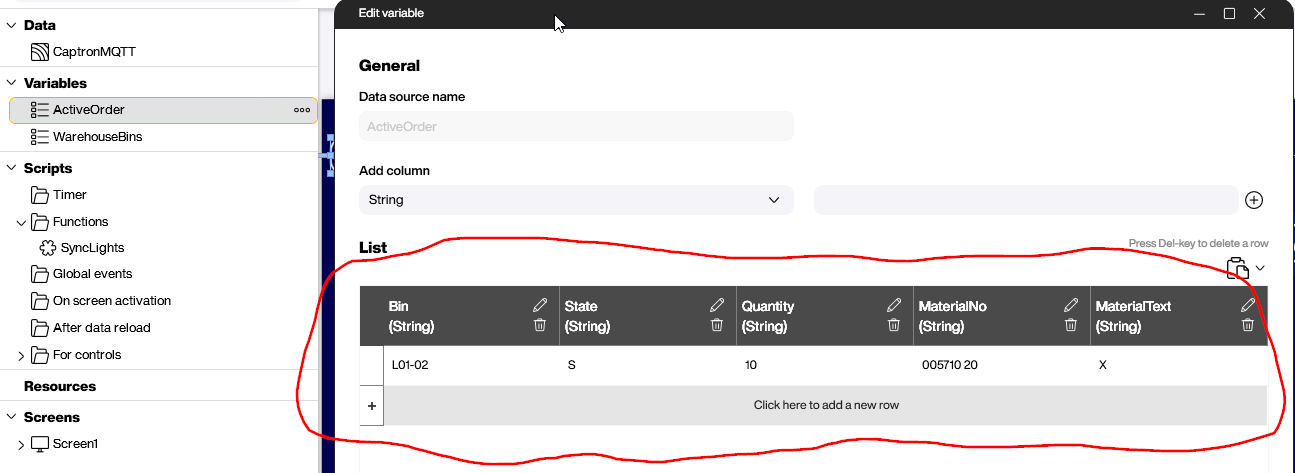 Data
CaptronMQTT
Variables
ActiveOrder
WarehouseBins
Scripts
Timer
Functions
SyncLights
Global events
On screen activation
After data reload
For controls
Resources
Screens
Screen1
Edit variable
General
Data source name
ActiveOrder
Add column
String
List
Press Del-key to delete a row
Bin (String)
State (String)
Quantity (String)
MaterialNo (String)
MaterialText (String)
L01-02 S 10 005710 20 X
+ Click here to add a new row